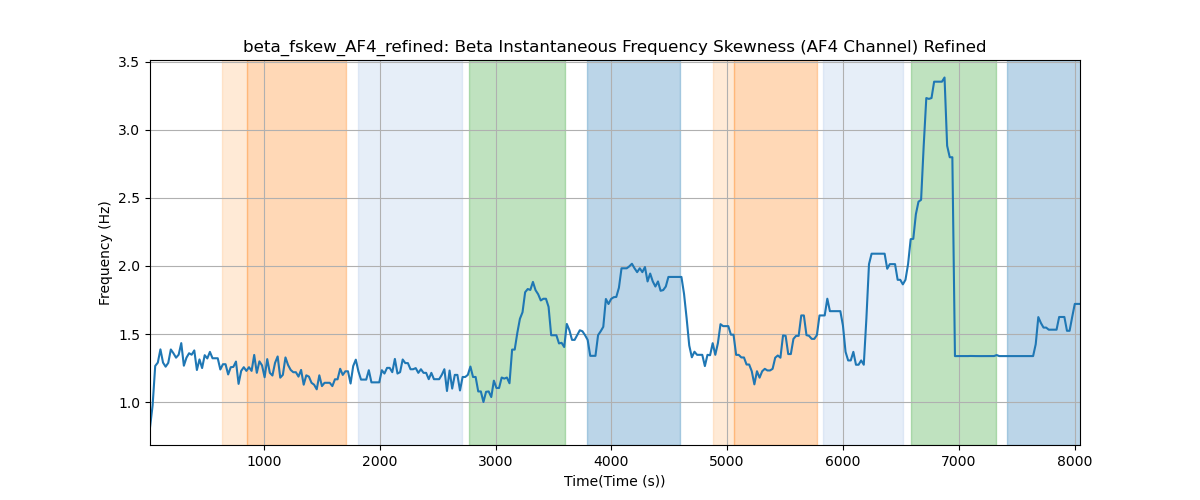 beta_fskew_AF4_refined: Beta Instantaneous Frequency Skewness (AF4 Channel) Refined
3.5
3.0
2.5
2.0
1.5
1.0
Frequency (Hz)
1000 2000 3000 4000 5000 6000 7000 8000
Time(Time (s))